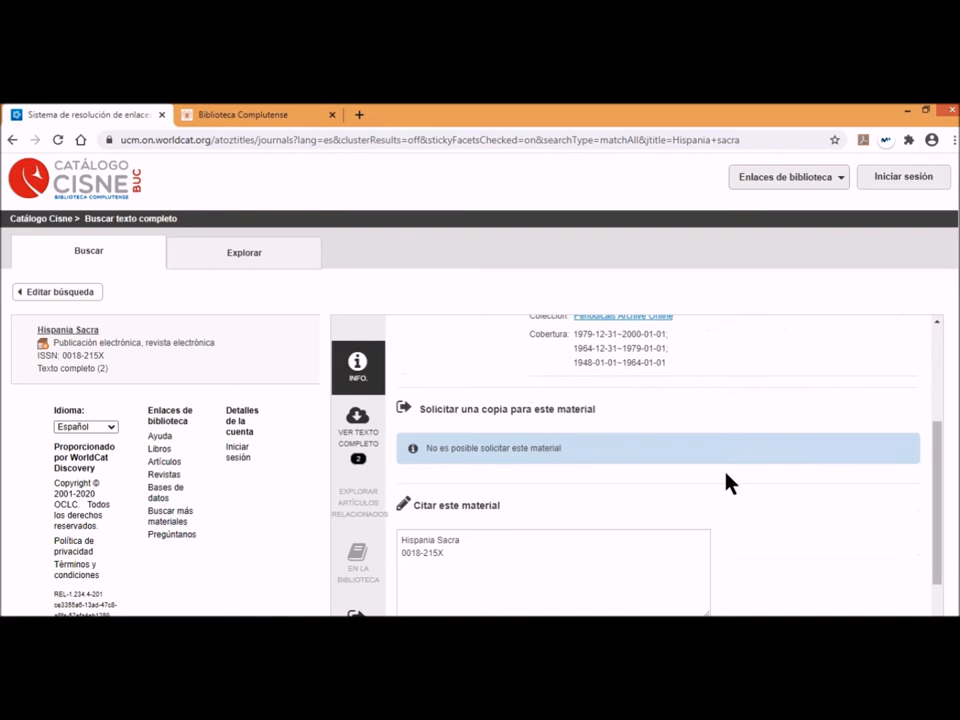 Sistema de resolución de enlaces
Biblioteca Complutense
ucm.on.worldcat.org/atoztitles/journals?lang=es&clusterResults=off&stickyFacetsChecked=on&searchType=matchAll&jtitle=Hispania+sacra
CATÁLOGO
CISNE
BIBLIOTECA COMPLUTENSE
BUC
Enlaces de biblioteca
Iniciar sesión
Catálogo Cisne > Buscar texto completo
Buscar
Explorar
Editar búsqueda
Hispania Sacra
Publicación electrónica, revista electrónica
ISSN: 0018-215X
Texto completo (2)
Idioma:
Español
Proporcionado
por WorldCat
Discovery
Copyright ©
2001-2020
OCLC. Todos
los derechos
reservados.
Política de
privacidad
Términos y
condiciones
REL-1.234.4-201
Enlaces de
biblioteca
Ayuda
Libros
Artículos
Revistas
Bases de
datos
Buscar más
materiales
Pregúntanos
Detalles
de la
cuenta
Iniciar
sesión
INFO.
VER TEXTO
COMPLETO
2
EXPLORAR
ARTÍCULOS
RELACIONADOS
EN LA
BIBLIOTECA
Colección: Periodicals Archive Online
Cobertura: 1979-12-31~2000-01-01;
1964-12-31~1979-01-01;
1948-01-01~1964-01-01
Solicitar una copia para este material
No es posible solicitar este material
Citar este material
Hispania Sacra
0018-215X